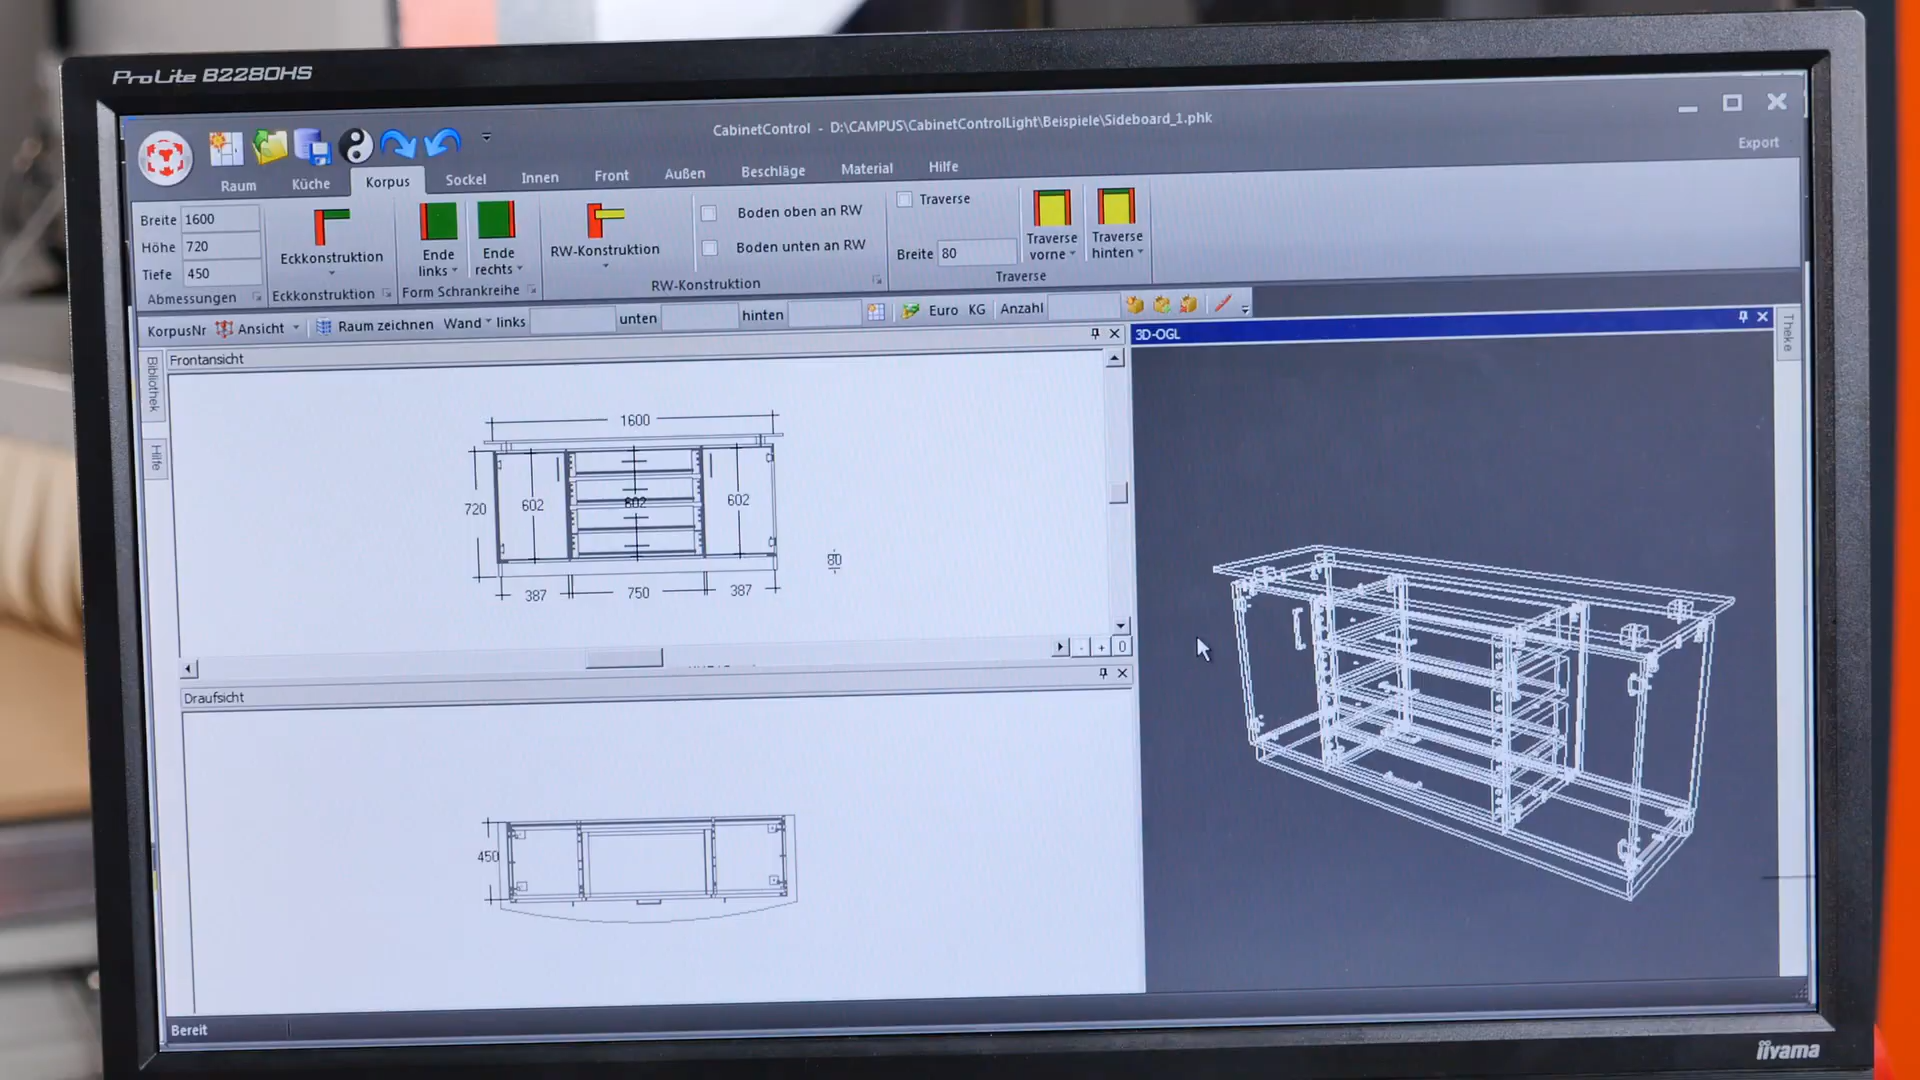 ProLite B2280HS
CabinetControl - D:\CAMPUS\CabinetControlLight\Beispiele\Sideboard_1.phk
Export
Raum Küche Korpus Sockel Innen Front Außen Beschläge Material Hilfe
Breite 1600
Höhe 720
Tiefe 450
Abmessungen
Eckkonstruktion
Eckkonstruktion
Ende links
Ende rechts
Form Schrankreihe
RW-Konstruktion
Boden oben an RW
Boden unten an RW
RW-Konstruktion
Traverse
Breite 80
Traverse vorne
Traverse hinten
Traverse
KorpusNr Ansicht Raum zeichnen Wand links unten hinten Euro KG Anzahl
Bibliothek
Hilfe
Frontansicht
1600
720
602
602
602
80
387
750
387
- + 0
Draufsicht
450
3D-OGL
Theke
Bereit
iiyama